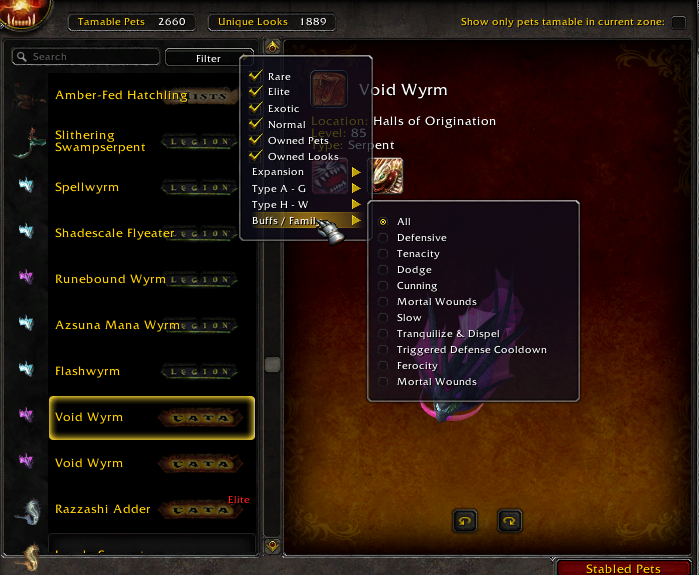 Tamable Pets 2660
Unique Looks 1889
Show only pets tamable in current zone:
Search
Filter
Amber-Fed Hatchling
MISTS
Slithering
Swampserpent
LEGION
Spellwyrm
LEGION
Shadescale Flyeater
LEGION
Runebound Wyrm
LEGION
Azsuna Mana Wyrm
LEGION
Flashwyrm
LEGION
Void Wyrm
CATA
Void Wyrm
CATA
Razzashi Adder
CATA
Elite
Rare
Elite
Exotic
Normal
Owned Pets
Owned Looks
Expansion
Type A - G
Type H - W
Buffs / Famil
Void Wyrm
Location: Halls of Origination
Level: 85
Type: Serpent
All
Defensive
Tenacity
Dodge
Cunning
Mortal Wounds
Slow
Tranquilize & Dispel
Triggered Defense Cooldown
Ferocity
Mortal Wounds
Stabled Pets